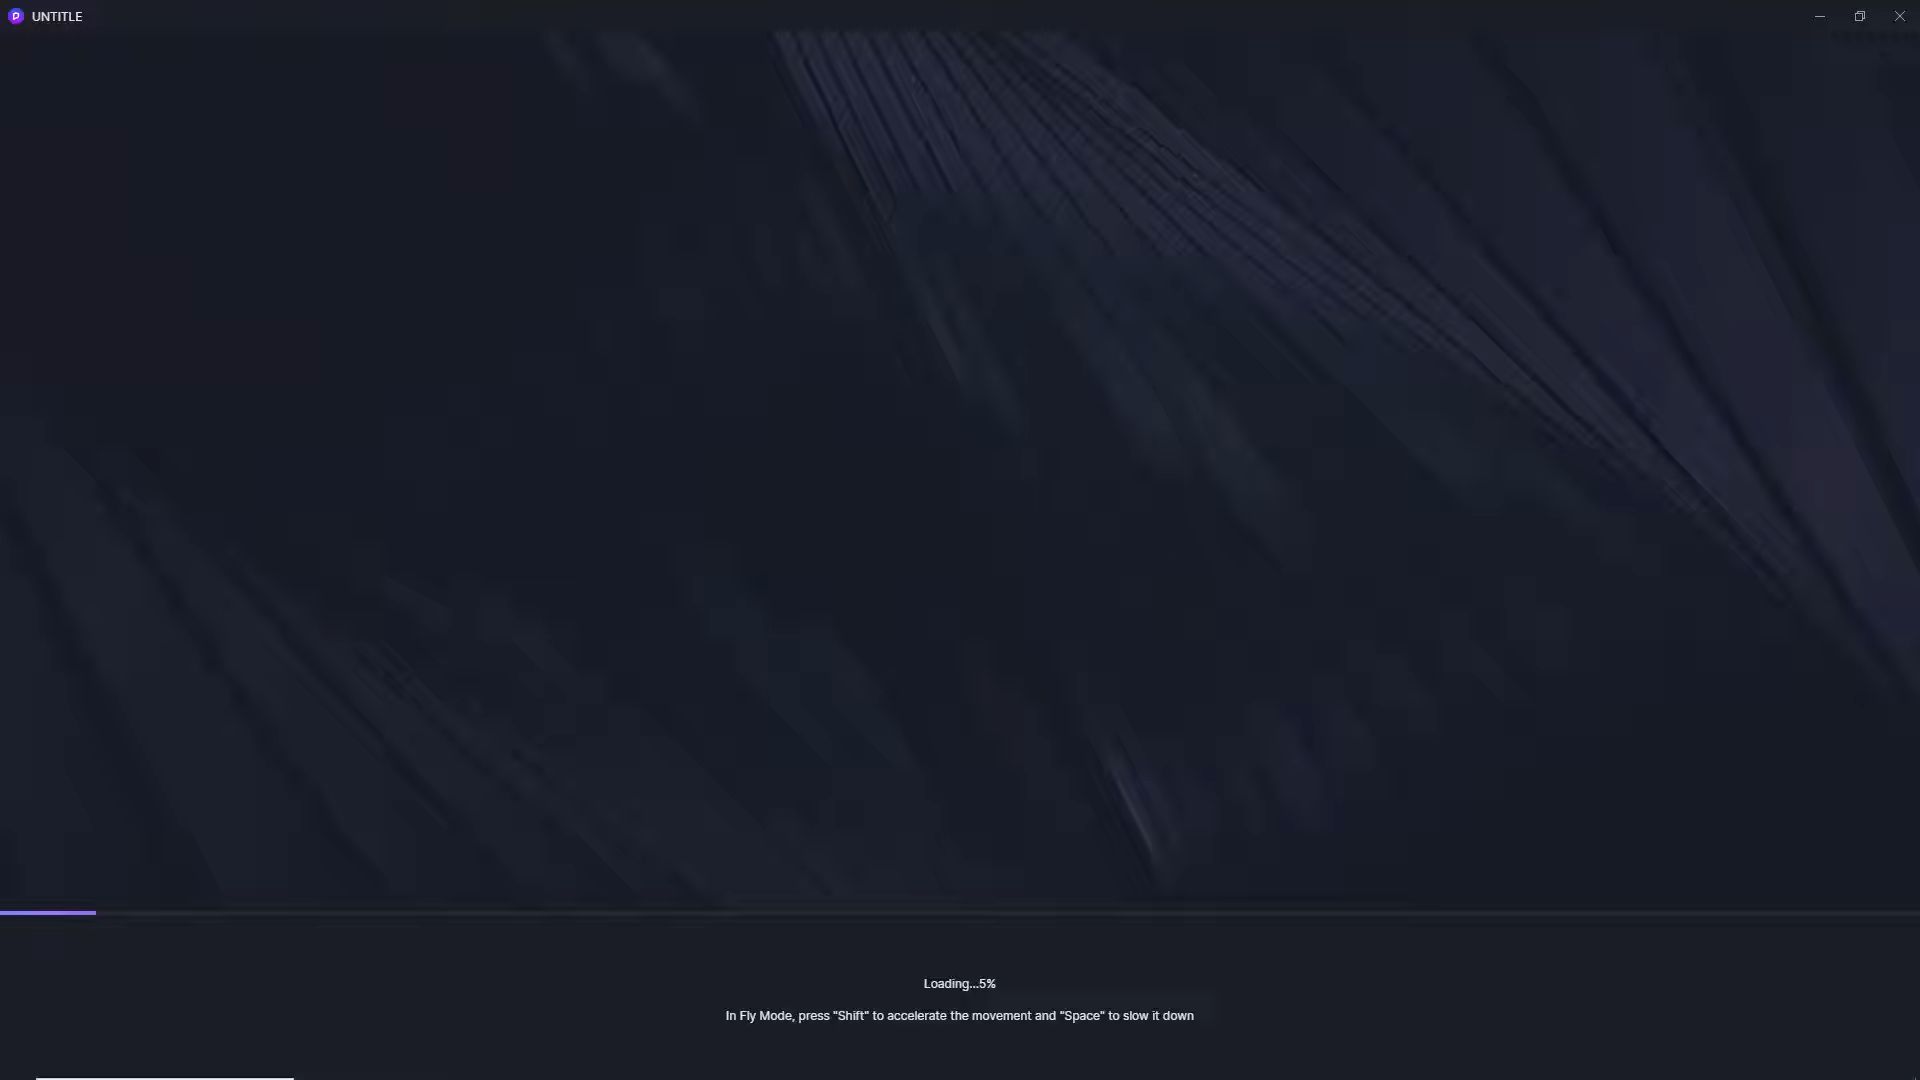 UNTITLE
Loading...5%
In Fly Mode, press "Shift" to accelerate the movement and "Space" to slow it down